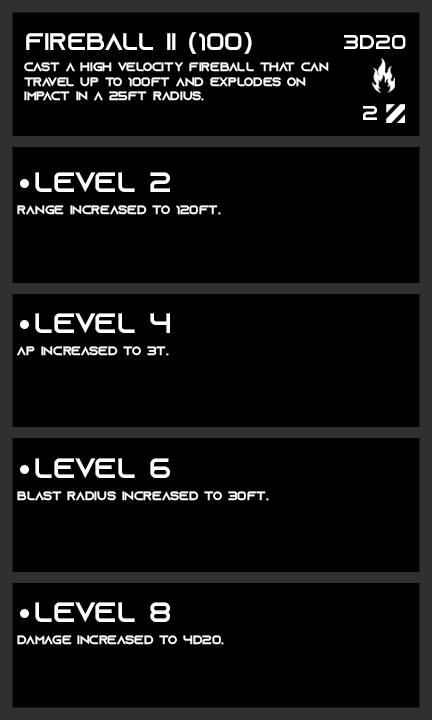 FIREBALL II (100)
3D20
CAST A HIGH VELOCITY FIREBALL THAT CAN
TRAVEL UP TO 100FT AND EXPLODES ON
IMPACT IN A 25FT RADIUS.
2
•LEVEL 2
RANGE INCREASED TO 120FT.
•LEVEL 4
AP INCREASED TO 3T.
•LEVEL 6
BLAST RADIUS INCREASED TO 30FT.
•LEVEL 8
DAMAGE INCREASED TO 4D20.